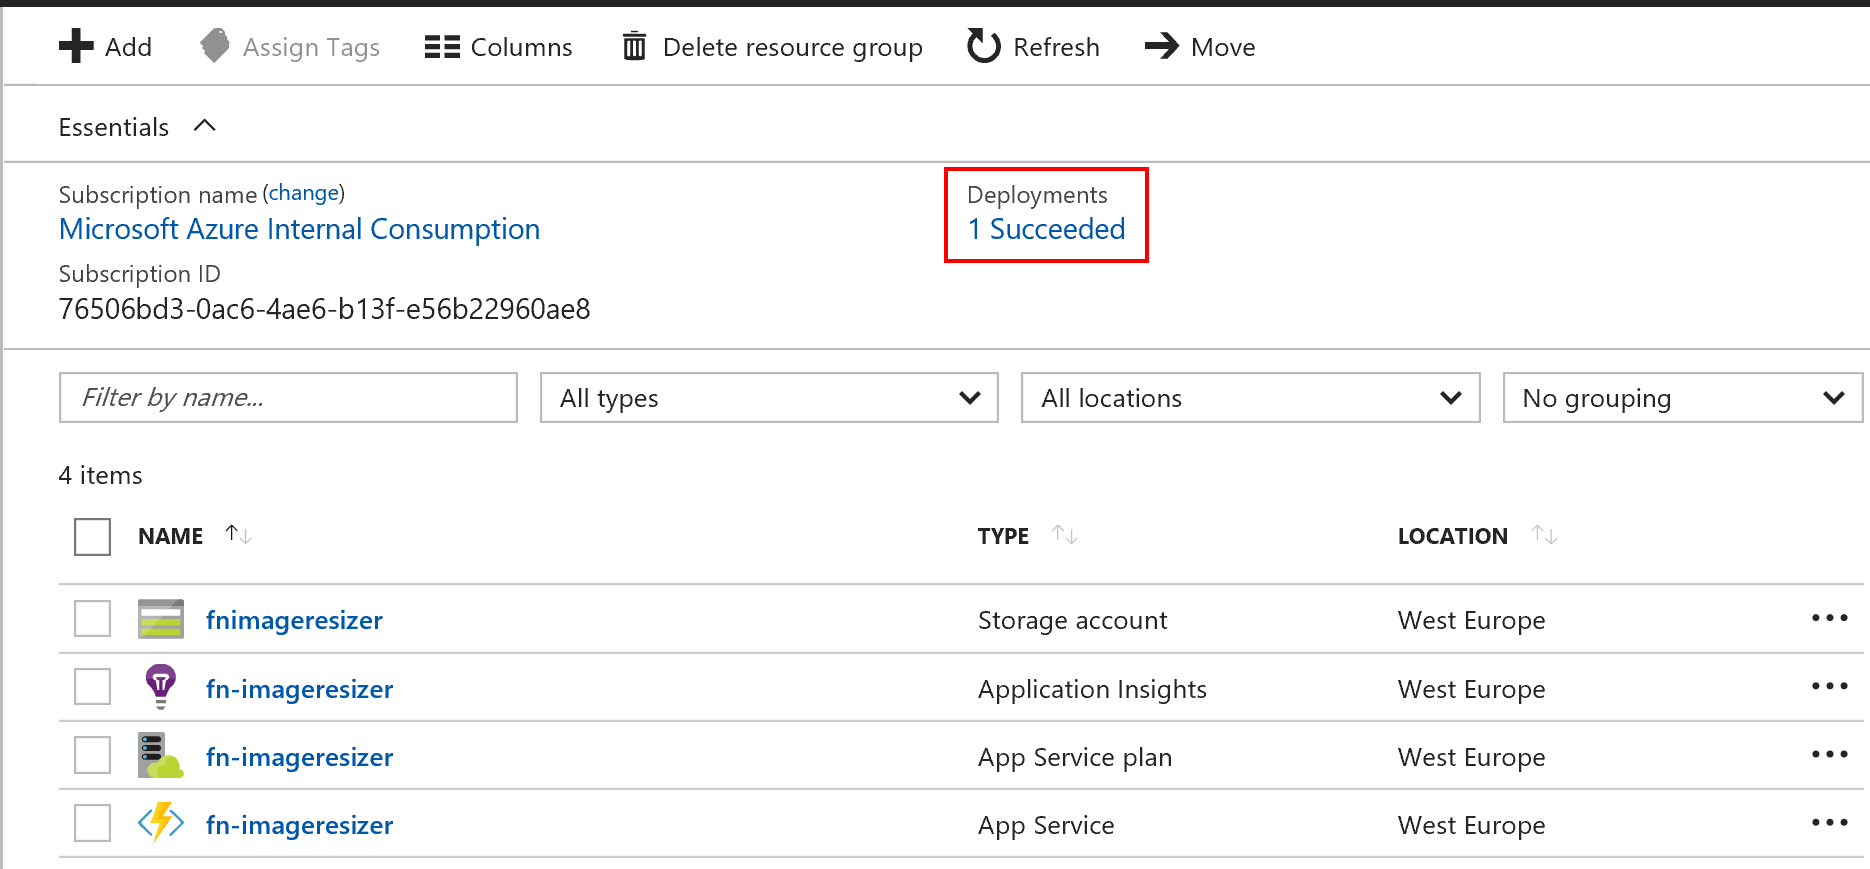 Add Assign Tags Columns Delete resource group Refresh Move
Essentials
Subscription name (change)
Microsoft Azure Internal Consumption
Subscription ID
76506bd3-0ac6-4ae6-b13f-e56b22960ae8
Deployments
1 Succeeded
Filter by name... All types All locations No grouping
4 items
NAME TYPE LOCATION
fnimageresizer Storage account West Europe
fn-imageresizer Application Insights West Europe
fn-imageresizer App Service plan West Europe
fn-imageresizer App Service West Europe